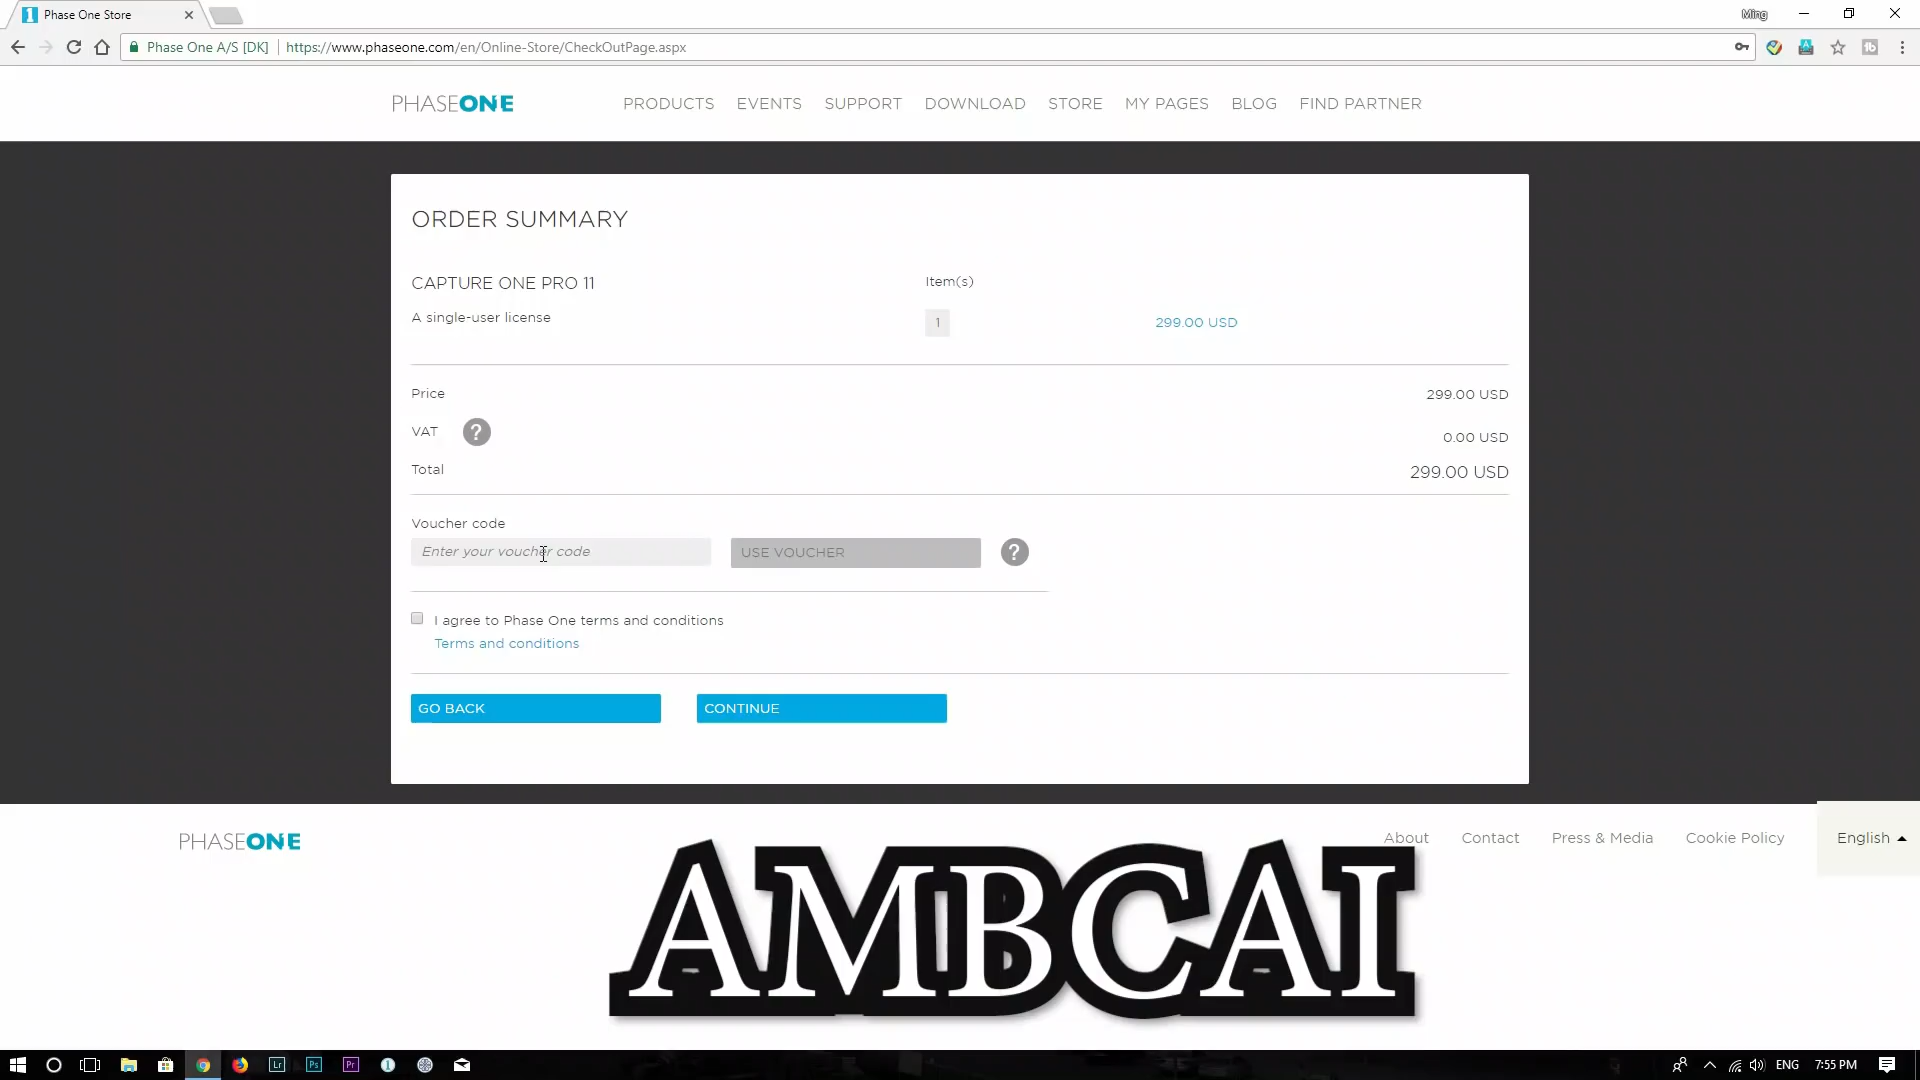 Phase One Store
Ming
Phase One A/S [DK] https://www.phaseone.com/en/Online-Store/CheckOutPage.aspx
PHASEONE PRODUCTS EVENTS SUPPORT DOWNLOAD STORE MY PAGES BLOG FIND PARTNER
ORDER SUMMARY
CAPTURE ONE PRO 11 Item(s)
A single-user license 1 299.00 USD
Price 299.00 USD
VAT ? 0.00 USD
Total 299.00 USD
Voucher code
Enter your voucher code USE VOUCHER ?
I agree to Phase One terms and conditions
Terms and conditions
GO BACK CONTINUE
PHASEONE About Contact Press & Media Cookie Policy English
AMBCAI
Lr Ps Pr ENG 7:55 PM